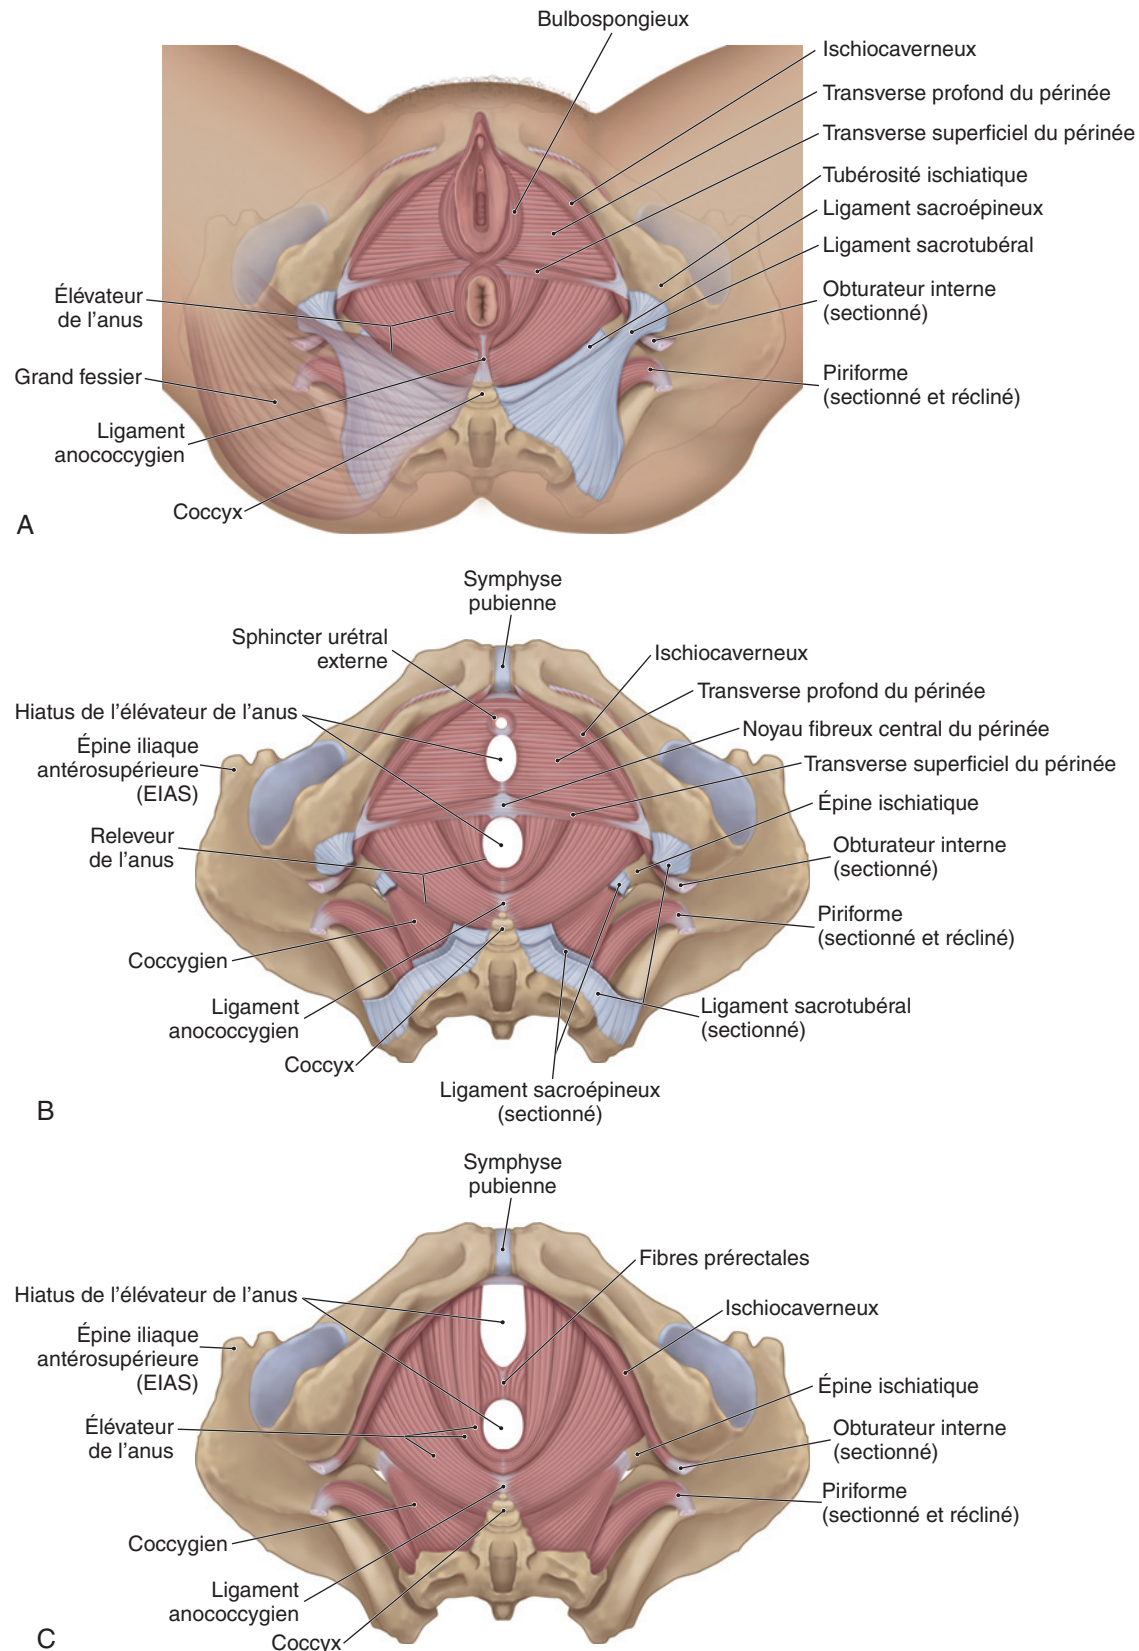 Bulbospongieux
Ischiocaverneux
Transverse profond du périnée
Transverse superficiel du périnée
Tubérosité ischiatique
Ligament sacroépineux
Ligament sacrotubéral
Obturateur interne
(sectionné)
Piriforme
(sectionné et récliné)
Élévateur
de l'anus
Grand fessier
Ligament
anococcygien
Coccyx
A
Symphyse
pubienne
Sphincter urétral
externe
Hiatus de l'élévateur de l'anus
Épine iliaque
antérosupérieure
(EIAS)
Releveur
de l'anus
Coccygien
Ligament
anococcygien
Coccyx
Ischiocaverneux
Transverse profond du périnée
Noyau fibreux central du périnée
Transverse superficiel du périnée
Épine ischiatique
Obturateur interne
(sectionné)
Piriforme
(sectionné et récliné)
Ligament sacrotubéral
(sectionné)
Ligament sacroépineux
(sectionné)
B
Symphyse
pubienne
Fibres prérectales
Hiatus de l'élévateur de l'anus
Épine iliaque
antérosupérieure
(EIAS)
Élévateur
de l'anus
Coccygien
Ligament
anococcygien
Coccyx
Ischiocaverneux
Épine ischiatique
Obturateur interne
(sectionné)
Piriforme
(sectionné et récliné)
C